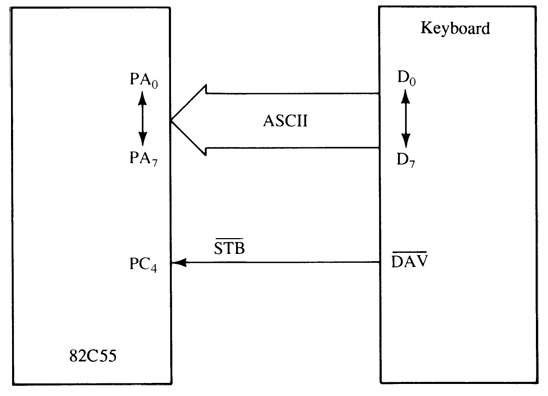 Keyboard
PA₀
D₀
ASCII
PA₇
D₇
STB
PC₄
DAV
82C55